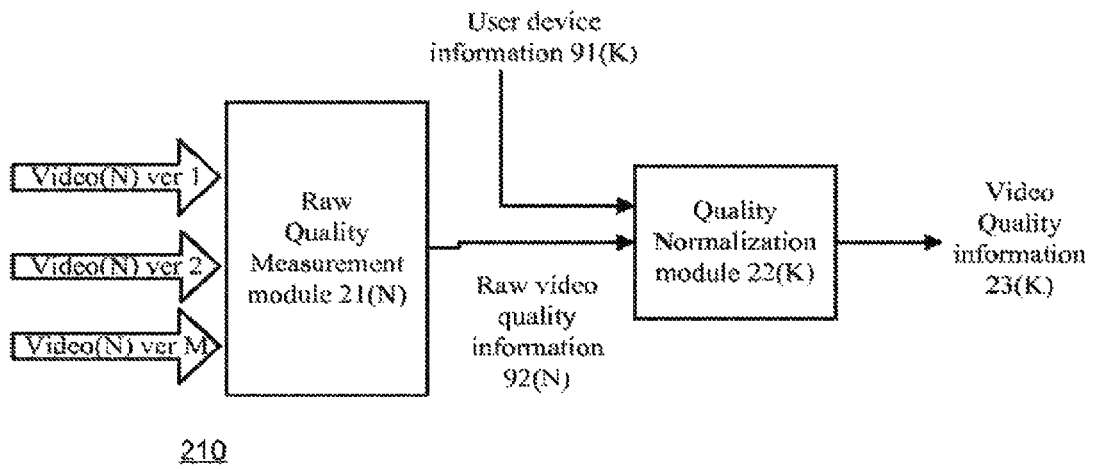 User device
information 91(K)
Video(N) ver 1
Video(N) ver 2
Video(N) ver M
Raw
Quality
Measurement
module 21(N)
Raw video
quality
information
92(N)
Quality
Normalization
module 22(K)
Video
Quality
information
23(K)
210